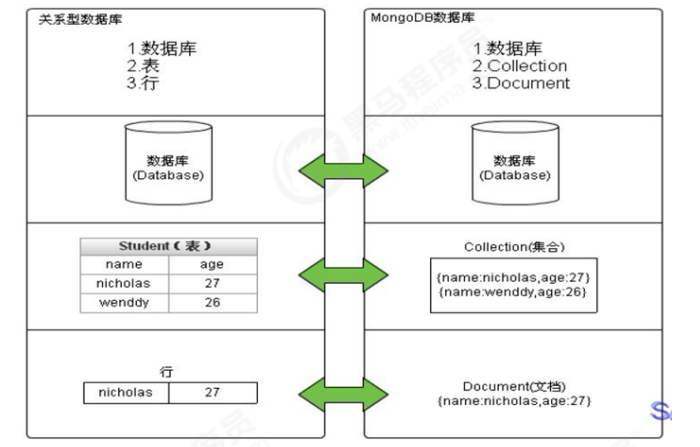 关系型数据库
1.数据库
2.表
3.行
数据库
(Database)
Student(表)
name age
nicholas 27
wenddy 26
行
nicholas 27
MongoDB数据库
1.数据库
2.Collection
3.Document
数据库
(Database)
Collection(集合)
{name:nicholas,age:27}
{name:wenddy,age:26}
Document(文档)
{name:nicholas,age:27}
黑马程序员